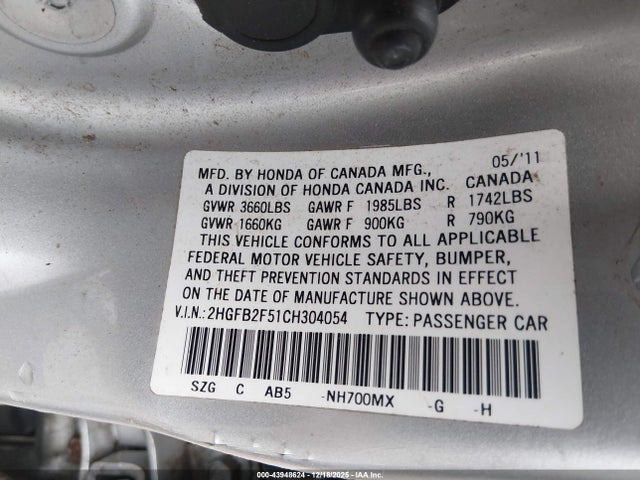 MFD. BY HONDA OF CANADA MFG., 05/'11
A DIVISION OF HONDA CANADA INC. CANADA
GVWR 3660LBS GAWR F 1985LBS R 1742LBS
GVWR 1660KG GAWR F 900KG R 790KG
THIS VEHICLE CONFORMS TO ALL APPLICABLE
FEDERAL MOTOR VEHICLE SAFETY, BUMPER,
AND THEFT PREVENTION STANDARDS IN EFFECT
ON THE DATE OF MANUFACTURE SHOWN ABOVE.
V.I.N.: 2HGFB2F51CH304054 TYPE: PASSENGER CAR
SZG C AB5 -NH700MX -G -H
00-43948624 - 12/18/2025 - IAA Inc.